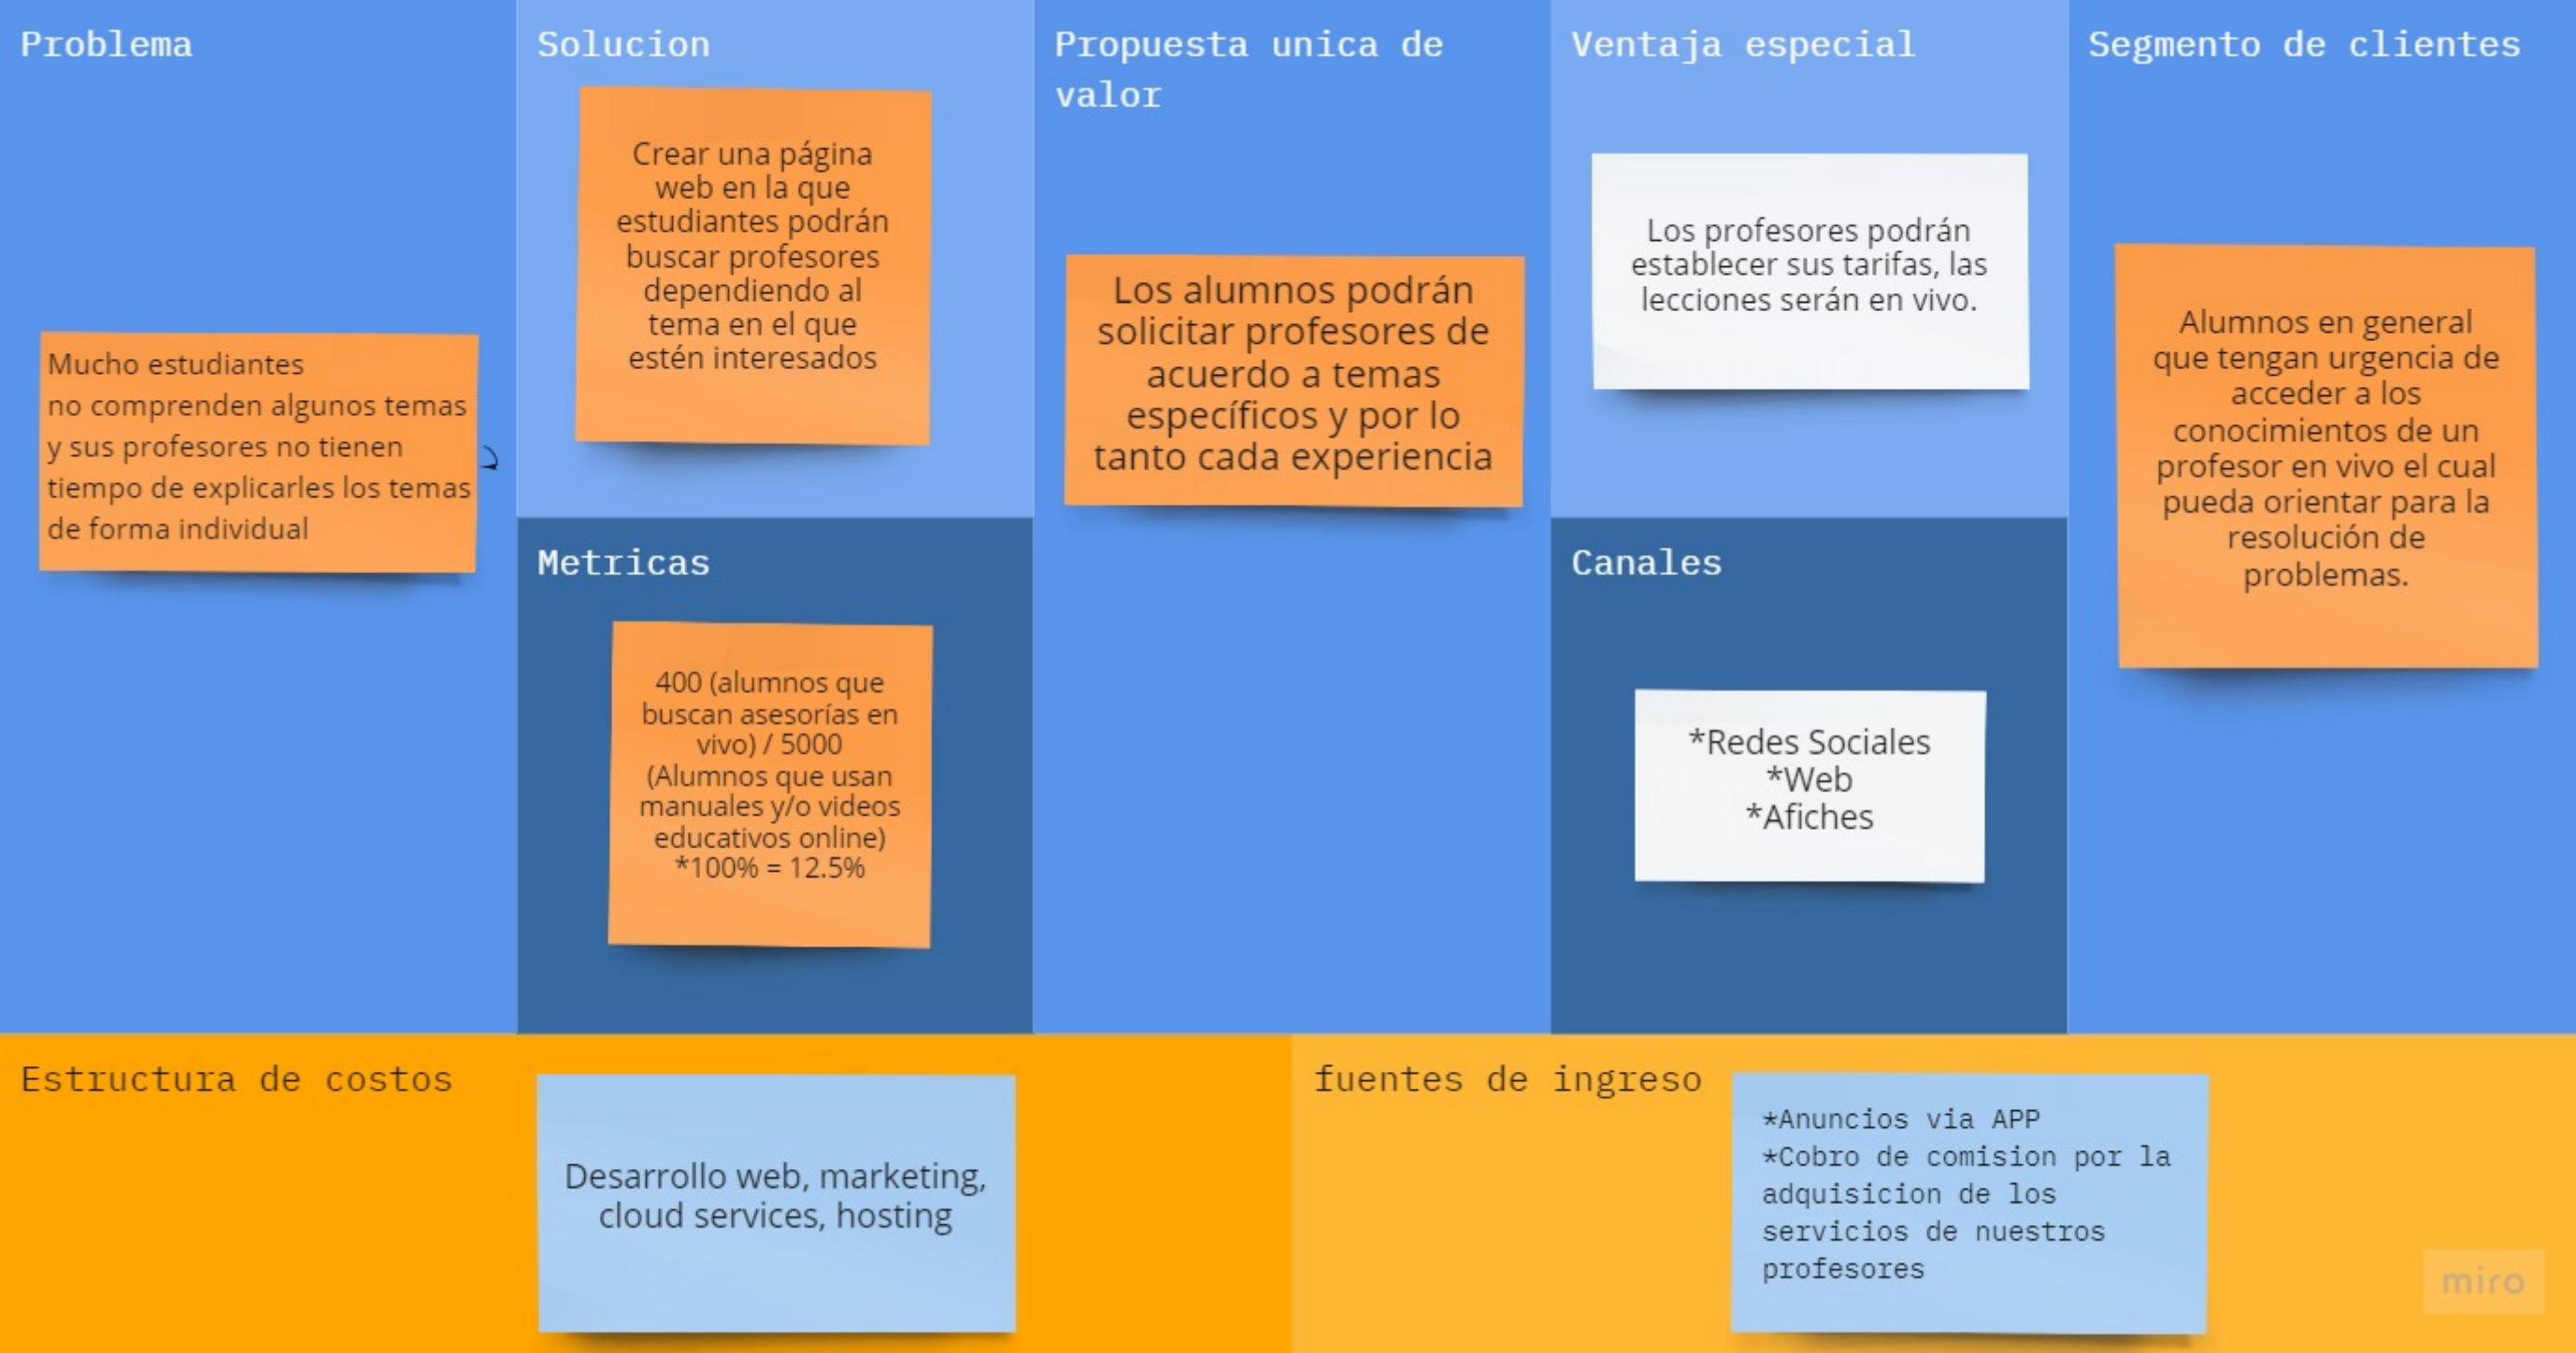 Problema
Mucho estudiantes
no comprenden algunos temas
y sus profesores no tienen
tiempo de explicarles los temas
de forma individual
Solucion
Crear una página
web en la que
estudiantes podrán
buscar profesores
dependiendo al
tema en el que
estén interesados
Metricas
400 (alumnos que
buscan asesorías en
vivo) / 5000
(Alumnos que usan
manuales y/o videos
educativos online)
*100% = 12.5%
Propuesta unica de
valor
Los alumnos podrán
solicitar profesores de
acuerdo a temas
específicos y por lo
tanto cada experiencia
Ventaja especial
Los profesores podrán
establecer sus tarifas, las
lecciones serán en vivo.
Canales
*Redes Sociales
*Web
*Afiches
Segmento de clientes
Alumnos en general
que tengan urgencia de
acceder a los
conocimientos de un
profesor en vivo el cual
pueda orientar para la
resolución de
problemas.
Estructura de costos
Desarrollo web, marketing,
cloud services, hosting
fuentes de ingreso
*Anuncios via APP
*Cobro de comision por la
adquisicion de los
servicios de nuestros
profesores
miro